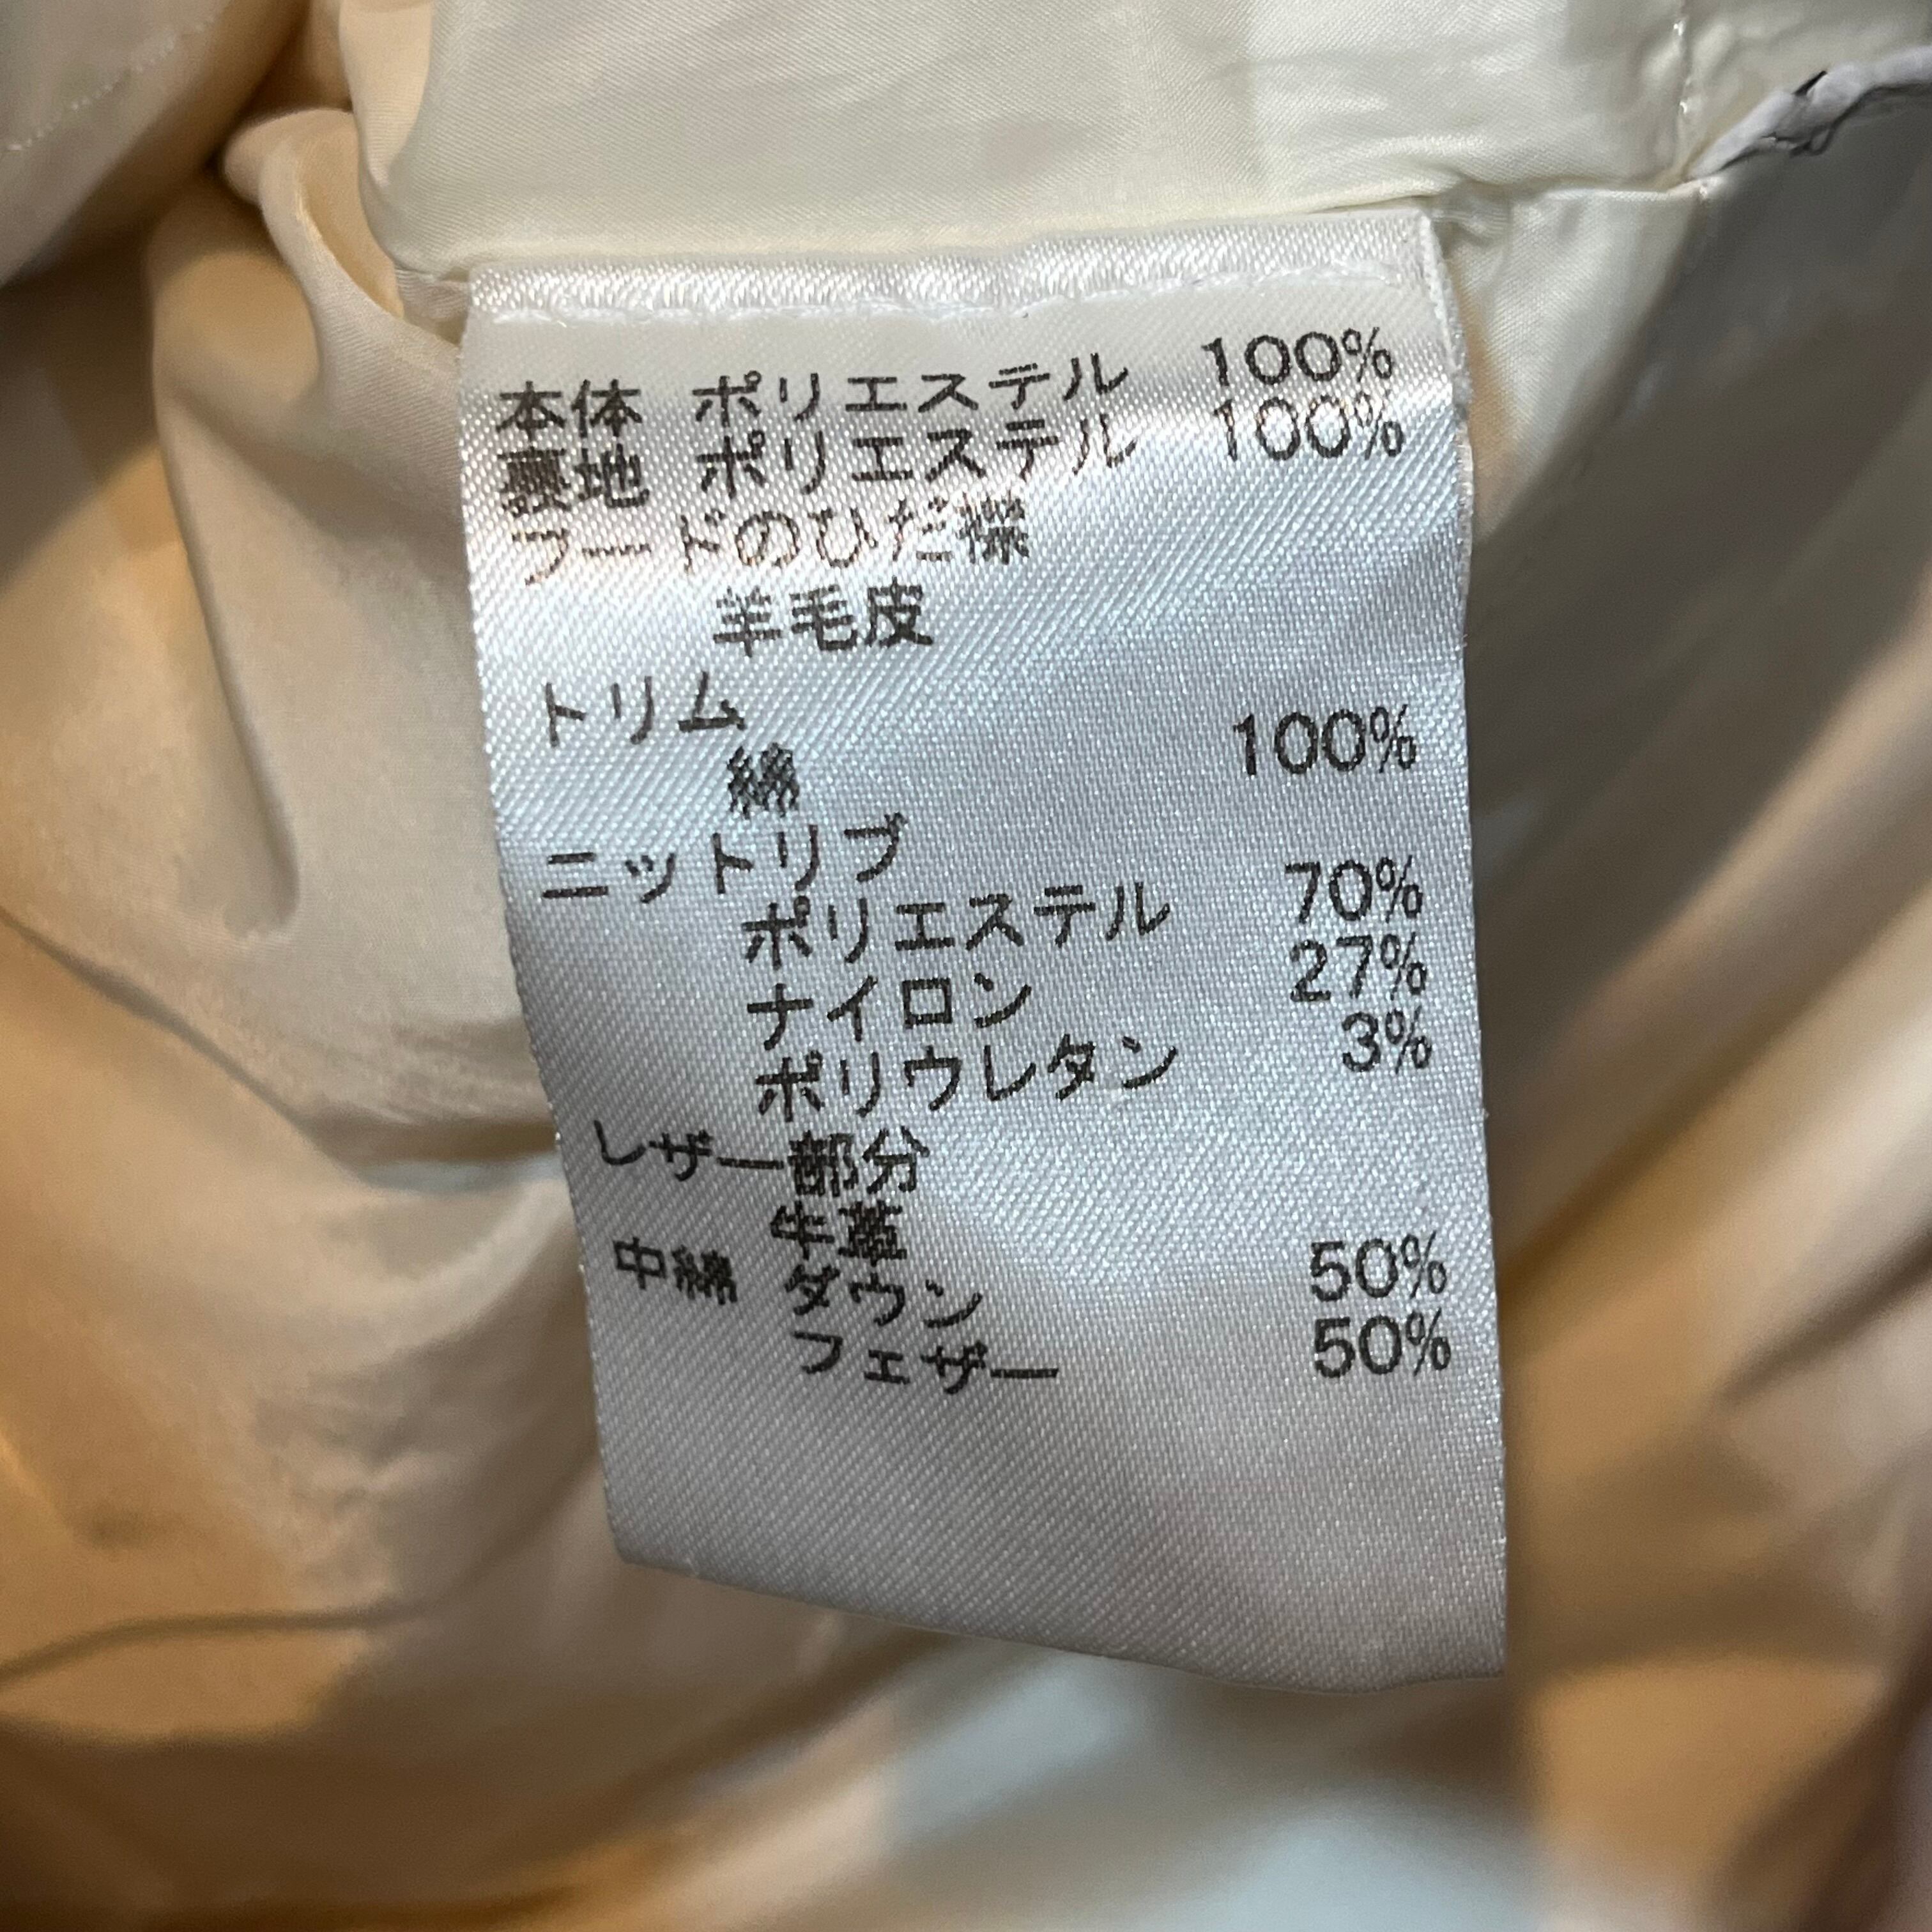 本体 ポリエステル 100%
裏地 ポリエステル 100%
フードのひだ襟
羊毛皮
トリム
綿 100%
ニットリブ
ポリエステル 70%
ナイロン 27%
ポリウレタン 3%
レザー部分
牛革
中綿 ダウン 50%
フェザー 50%